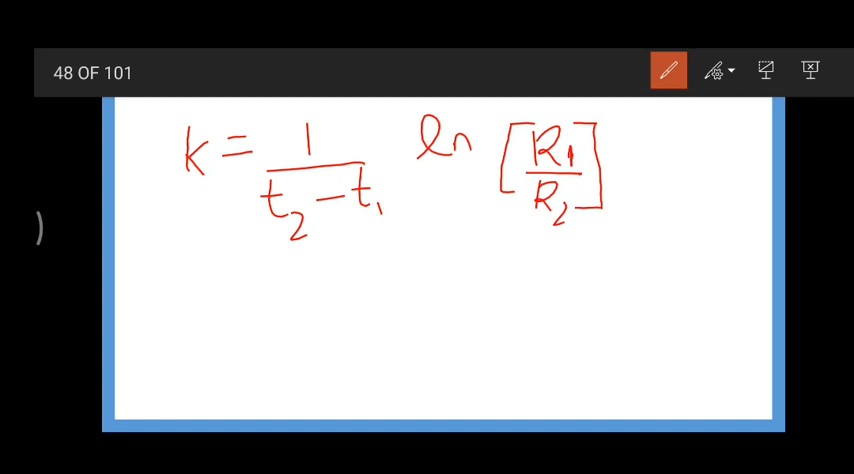 48 OF 101
k = 1 / (t₂ − t₁) ln [R₁ / R₂]